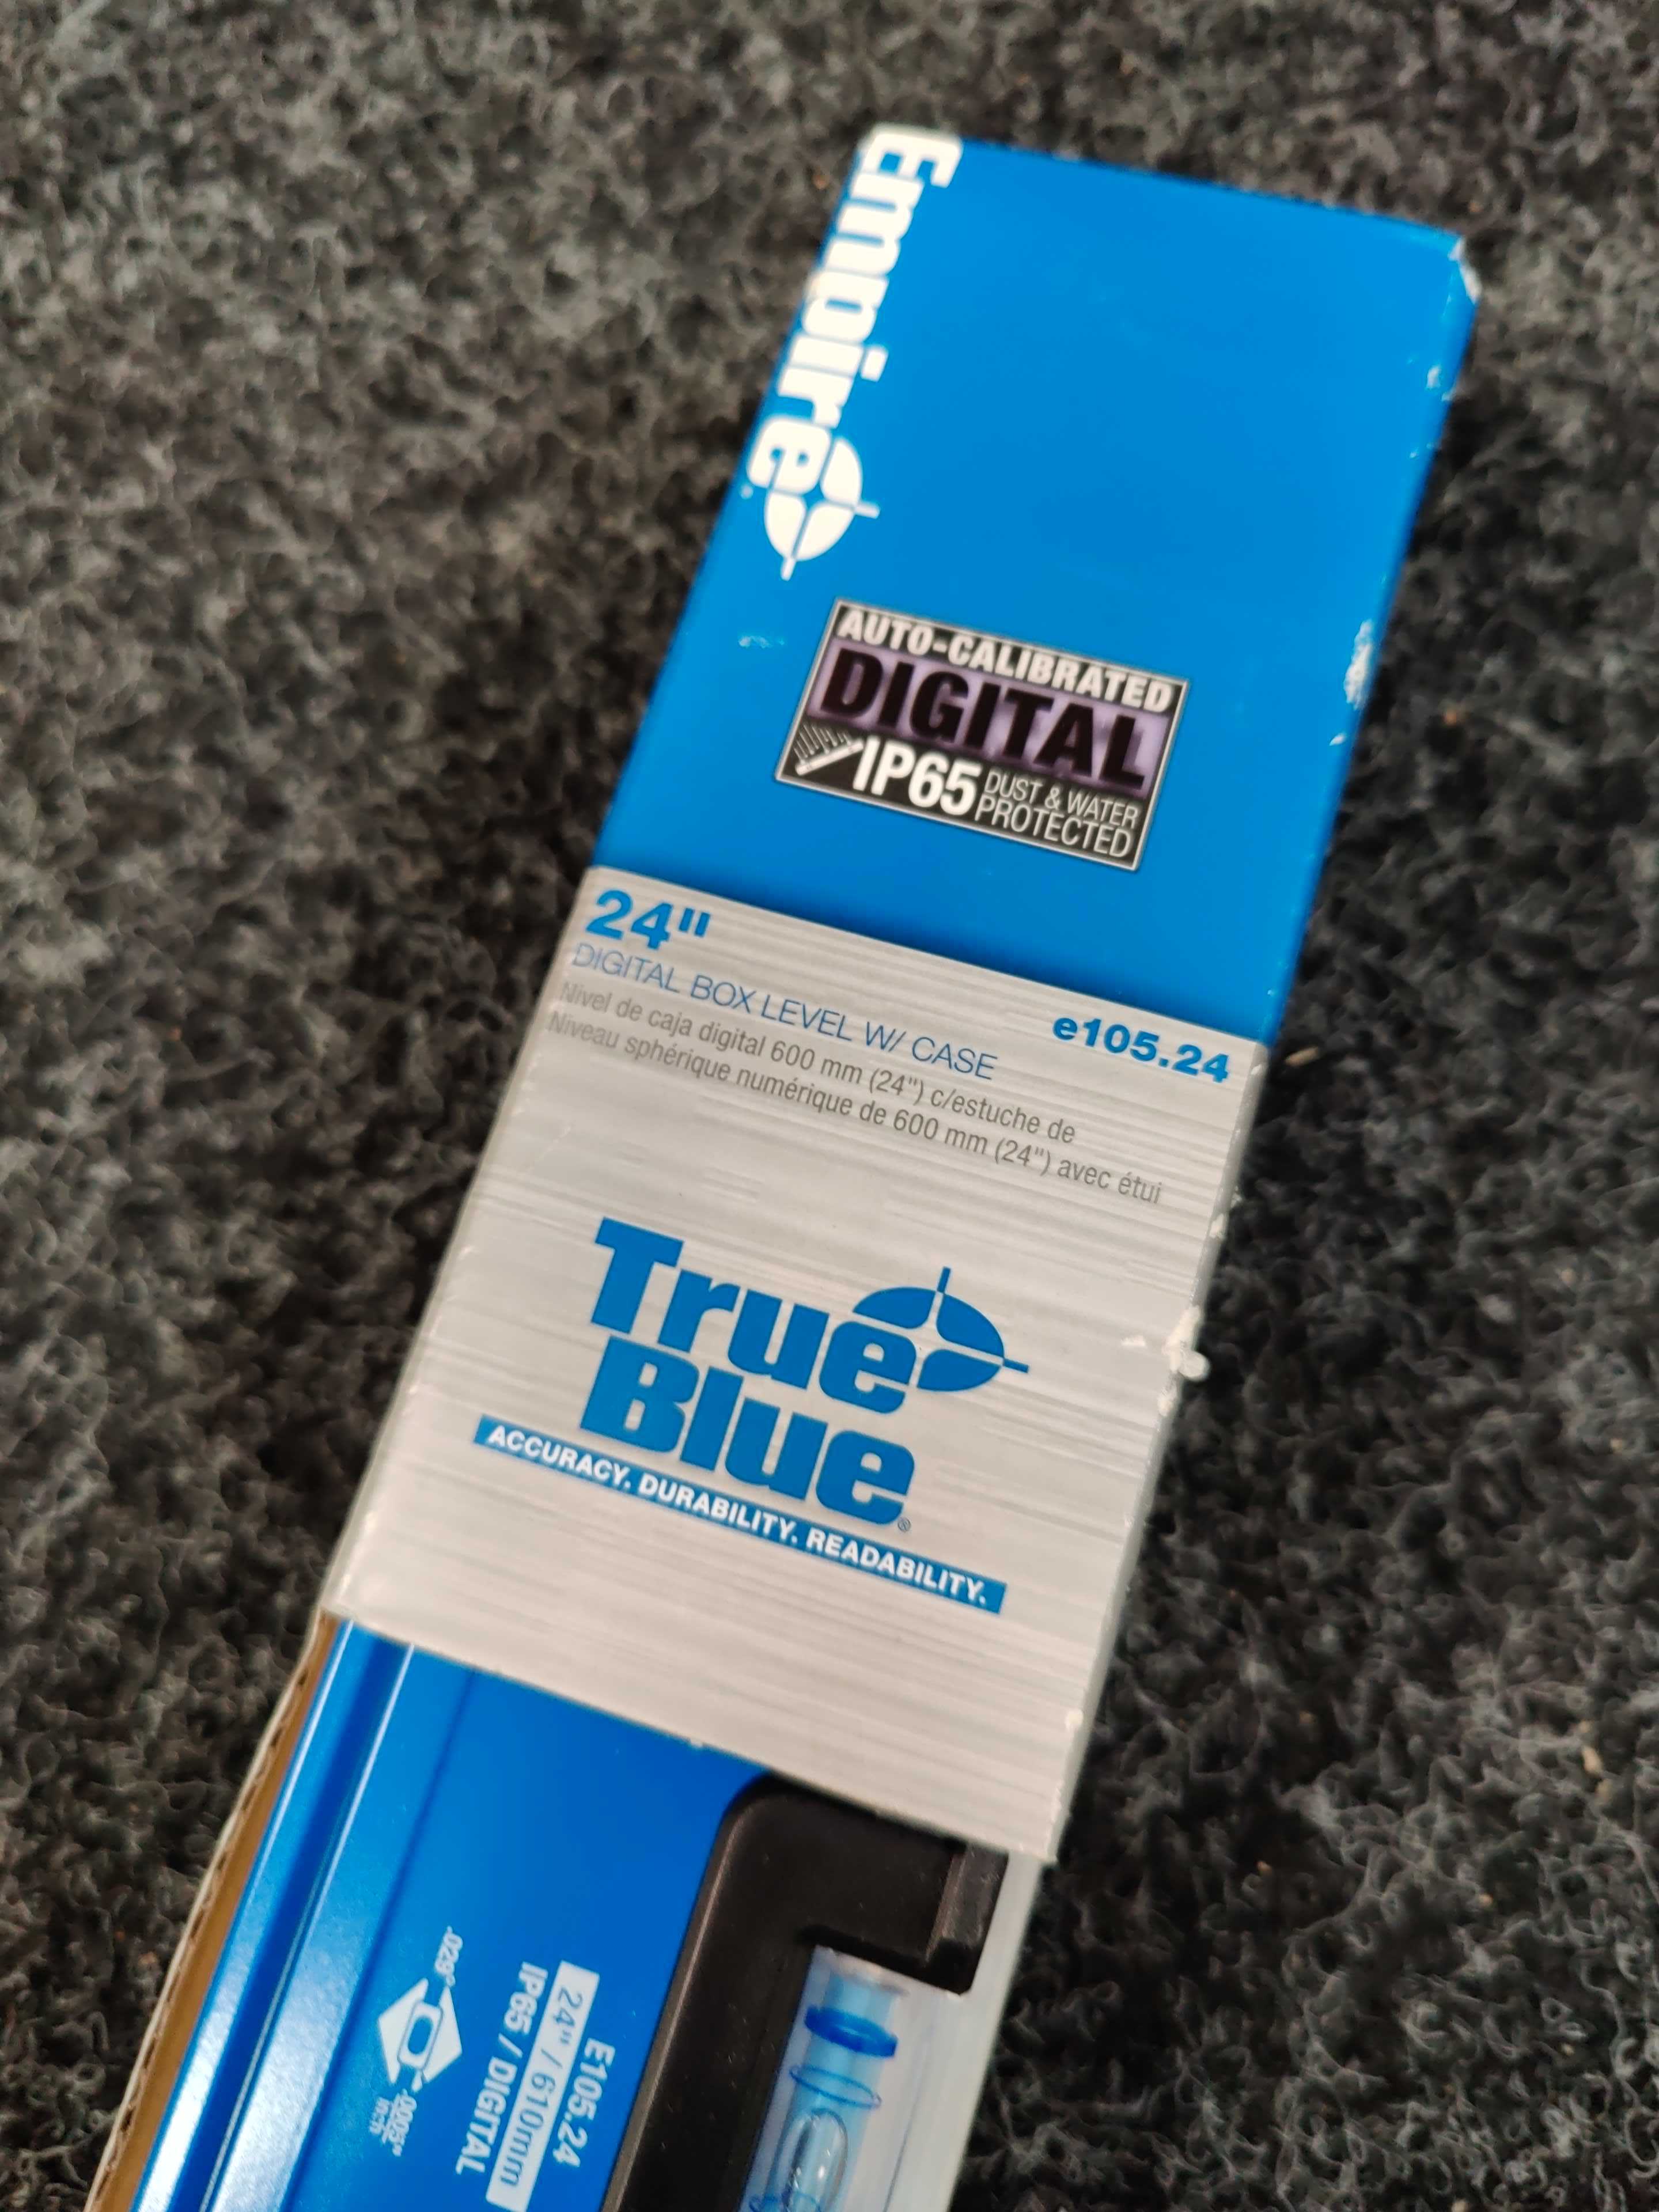 Empire
AUTO-CALIBRATED
DIGITAL
IP65 DUST & WATER
PROTECTED
24"
DIGITAL BOX LEVEL W/ CASE
e105.24
Nivel de caja digital 600 mm (24") c/estuche de
Niveau sphérique numérique de 600 mm (24") avec étui
True
Blue®
ACCURACY. DURABILITY. READABILITY.
E105.24
24" / 610mm
IP65 / DIGITAL
.029°
.0005"